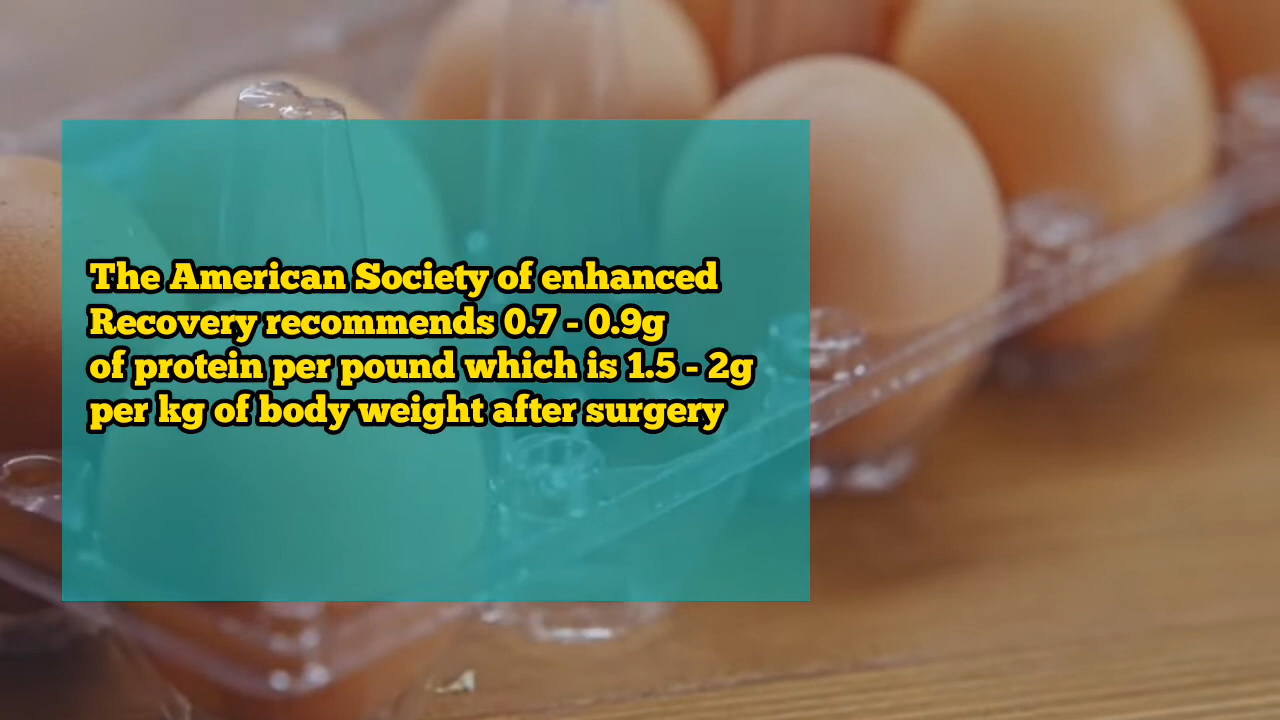 The American Society of enhanced
Recovery recommends 0.7 - 0.9g
of protein per pound which is 1.5 - 2g
per kg of body weight after surgery